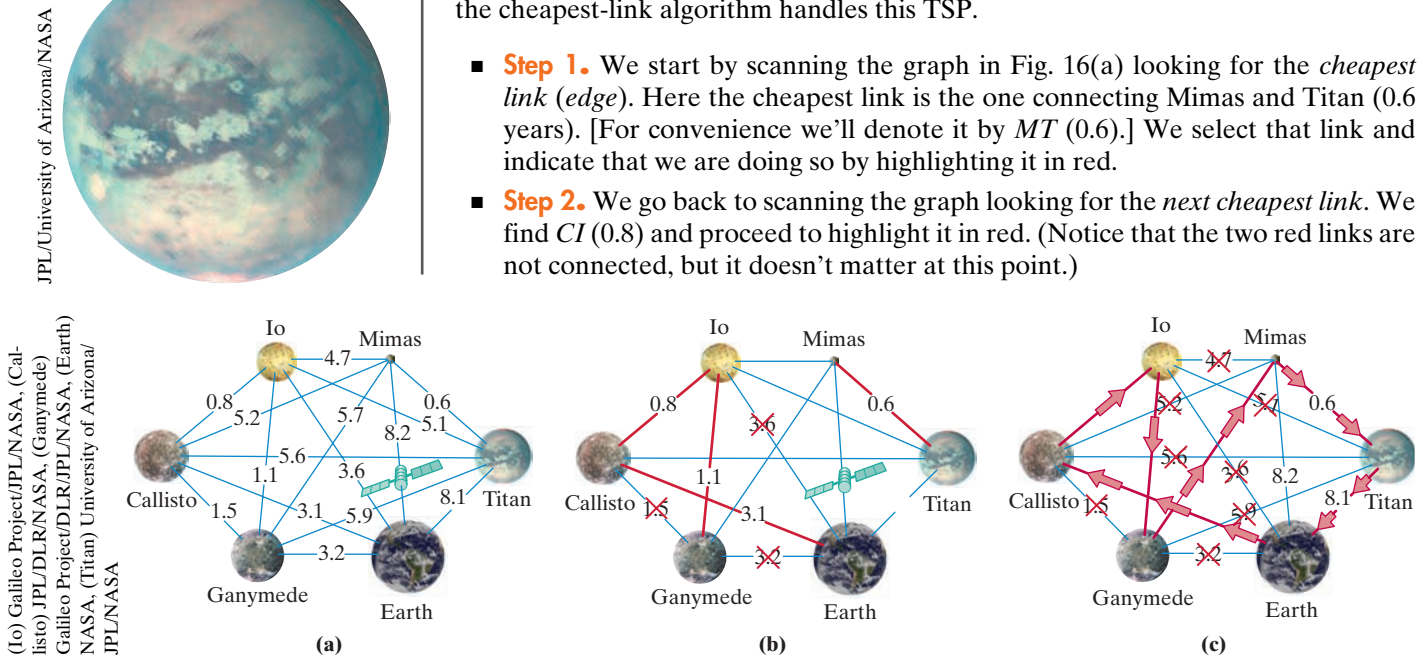 JPL/University of Arizona/NASA
the cheapest-link algorithm handles this TSP.
■ Step 1. We start by scanning the graph in Fig. 16(a) looking for the cheapest
link (edge). Here the cheapest link is the one connecting Mimas and Titan (0.6
years). [For convenience we'll denote it by MT (0.6).] We select that link and
indicate that we are doing so by highlighting it in red.
■ Step 2. We go back to scanning the graph looking for the next cheapest link. We
find CI (0.8) and proceed to highlight it in red. (Notice that the two red links are
not connected, but it doesn't matter at this point.)
(Io) Galileo Project/JPL/NASA, (Cal-
listo) JPL/DLR/NASA, (Ganymede)
Galileo Project/DLR/JPL/NASA, (Earth)
NASA, (Titan) University of Arizona/
JPL/NASA
Io
Mimas
4.7
0.8
0.6
5.2
5.7
5.1
8.2
5.6
1.1
3.6
Callisto
Titan
8.1
1.5
3.1
5.9
3.2
Ganymede
Earth
(a)
Io
Mimas
0.8
0.6
3.6
1.1
Callisto
Titan
1.5
3.1
3.2
Ganymede
Earth
(b)
Io
Mimas
4.7
5.2
5.7
0.6
5.6
3.6
8.2
Callisto
Titan
8.1
1.5
5.9
3.2
Ganymede
Earth
(c)